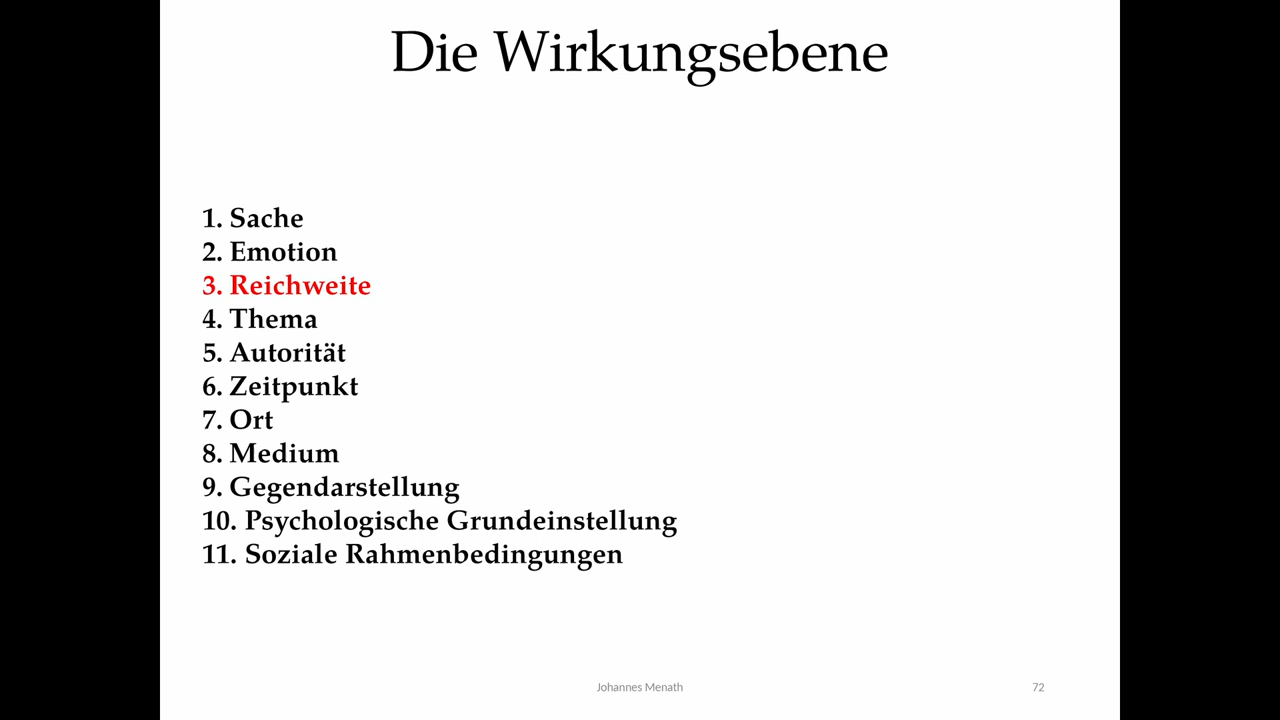 Die Wirkungsebene
1. Sache
2. Emotion
3. Reichweite
4. Thema
5. Autorität
6. Zeitpunkt
7. Ort
8. Medium
9. Gegendarstellung
10. Psychologische Grundeinstellung
11. Soziale Rahmenbedingungen
Johannes Menath
72